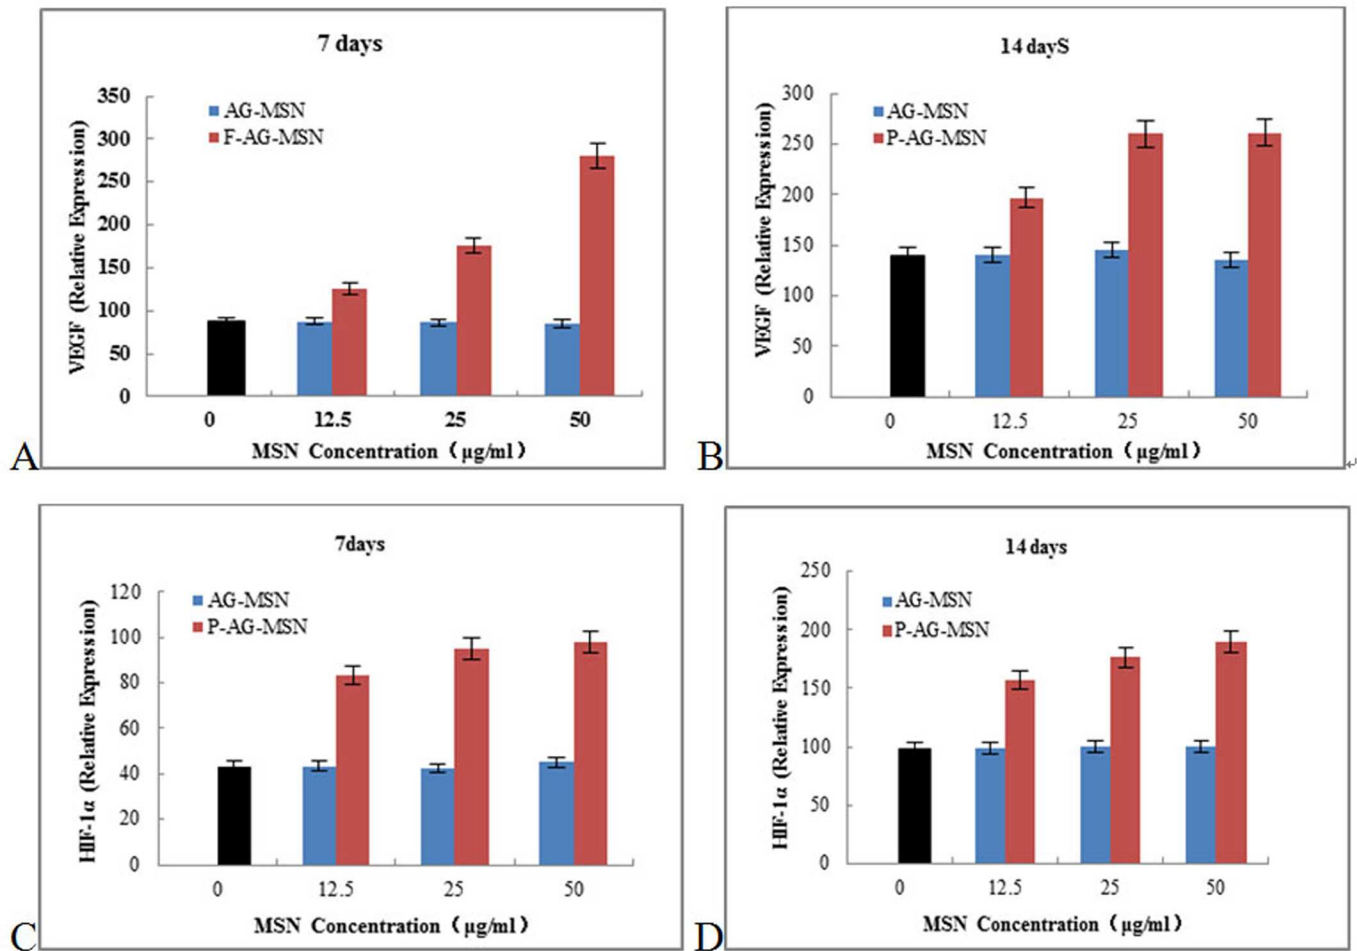 7 days
350
300
250
200
150
100
50
0
VEGF (Relative Expression)
AG-MSN
F-AG-MSN
0 12.5 25 50
MSN Concentration (μg/ml)
A
14 dayS
300
250
200
150
100
50
0
VEGF (Relative Expression)
AG-MSN
P-AG-MSN
0 12.5 25 50
MSN Concentration (μg/ml)
B
7days
120
100
80
60
40
20
0
HIF-1α (Relative Expression)
AG-MSN
P-AG-MSN
0 12.5 25 50
MSN Concentration (μg/ml)
C
14 days
250
200
150
100
50
0
HIF-1α (Relative Expression)
AG-MSN
P-AG-MSN
0 12.5 25 50
MSN Concentration (μg/ml)
D